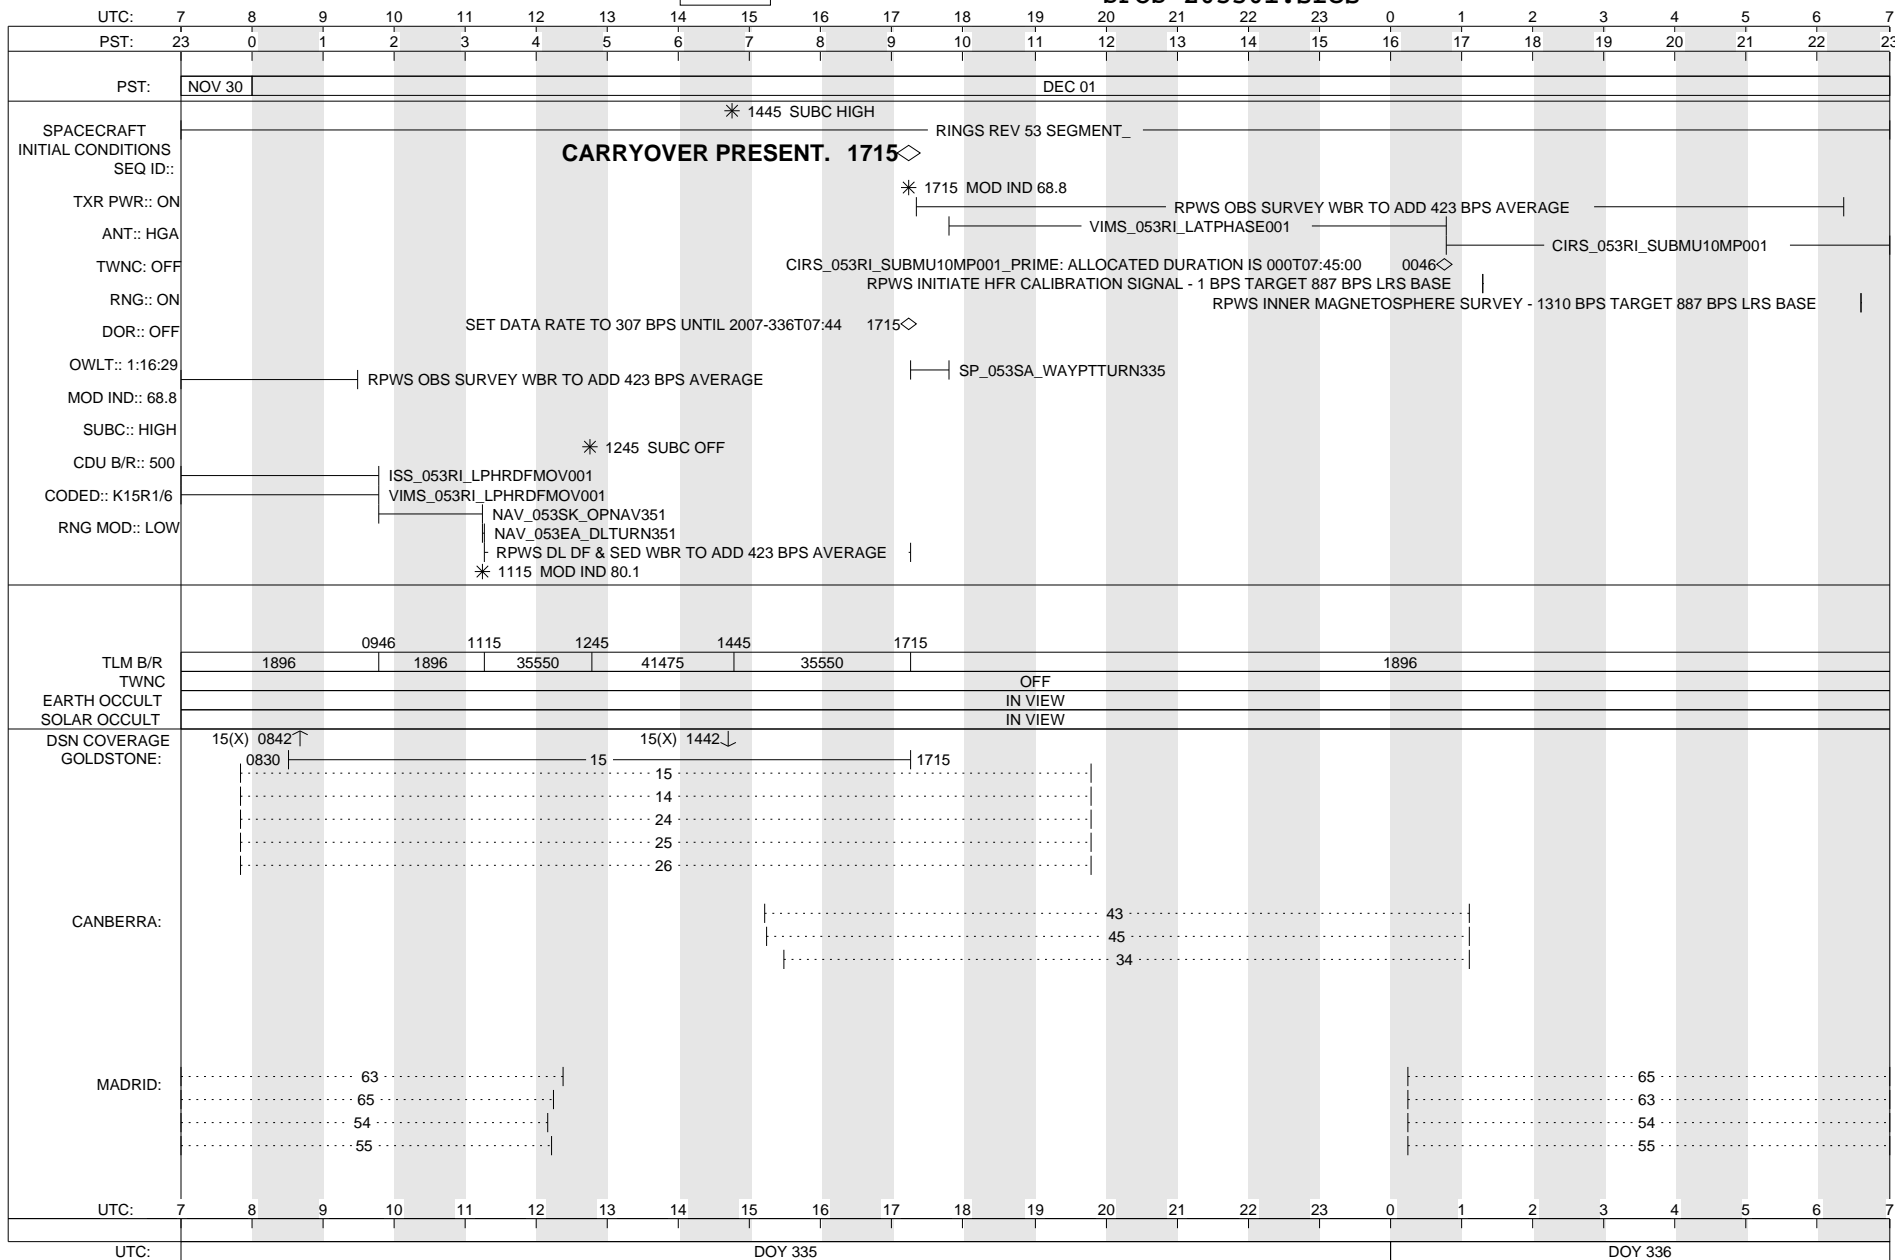 UTC: 7 8 9 10 11 12 13 14 15 16 17 18 19 20 21 22 23 0 1 2 3 4 5 6 7
PST: 23 0 1 2 3 4 5 6 7 8 9 10 11 12 13 14 15 16 17 18 19 20 21 22 23
PST: NOV 30 DEC 01
1445 SUBC HIGH
SPACECRAFT
INITIAL CONDITIONS
SEQ ID::
RINGS REV 53 SEGMENT_
CARRYOVER PRESENT. 1715
1715 MOD IND 68.8
TXR PWR:: ON
RPWS OBS SURVEY WBR TO ADD 423 BPS AVERAGE
VIMS_053RI_LATPHASE001
ANT:: HGA
CIRS_053RI_SUBMU10MP001
TWNC: OFF
CIRS_053RI_SUBMU10MP001_PRIME: ALLOCATED DURATION IS 000T07:45:00 0046
RPWS INITIATE HFR CALIBRATION SIGNAL - 1 BPS TARGET 887 BPS LRS BASE
RNG:: ON
RPWS INNER MAGNETOSPHERE SURVEY - 1310 BPS TARGET 887 BPS LRS BASE
SET DATA RATE TO 307 BPS UNTIL 2007-336T07:44 1715
DOR:: OFF
OWLT:: 1:16:29
SP_053SA_WAYPTTURN335
RPWS OBS SURVEY WBR TO ADD 423 BPS AVERAGE
MOD IND:: 68.8
SUBC:: HIGH
1245 SUBC OFF
CDU B/R:: 500
ISS_053RI_LPHRDFMOV001
CODED:: K15R1/6
VIMS_053RI_LPHRDFMOV001
NAV_053SK_OPNAV351
RNG MOD:: LOW
NAV_053EA_DLTURN351
RPWS DL DF & SED WBR TO ADD 423 BPS AVERAGE
1115 MOD IND 80.1
0946 1115 1245 1445 1715
TLM B/R 1896 1896 35550 41475 35550 1896
TWNC OFF
EARTH OCCULT IN VIEW
SOLAR OCCULT IN VIEW
DSN COVERAGE 15(X) 0842 15(X) 1442
GOLDSTONE: 0830 15 1715
15
14
24
25
26
CANBERRA: 43
45
34
MADRID: 63 65
65 63
54 54
55 55
UTC: 7 8 9 10 11 12 13 14 15 16 17 18 19 20 21 22 23 0 1 2 3 4 5 6 7
UTC: DOY 335 DOY 336